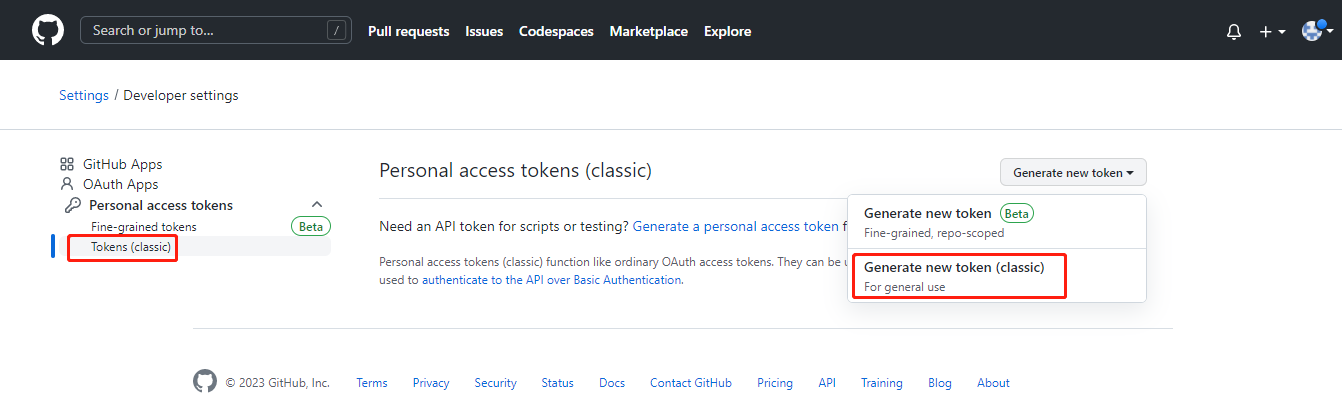 Search or jump to... /
Pull requests Issues Codespaces Marketplace Explore
Settings / Developer settings
GitHub Apps
OAuth Apps
Personal access tokens
Fine-grained tokens Beta
Tokens (classic)
Personal access tokens (classic)
Generate new token
Need an API token for scripts or testing? Generate a personal access token f
Personal access tokens (classic) function like ordinary OAuth access tokens. They can be u
used to authenticate to the API over Basic Authentication.
Generate new token Beta
Fine-grained, repo-scoped
Generate new token (classic)
For general use
© 2023 GitHub, Inc. Terms Privacy Security Status Docs Contact GitHub Pricing API Training Blog About